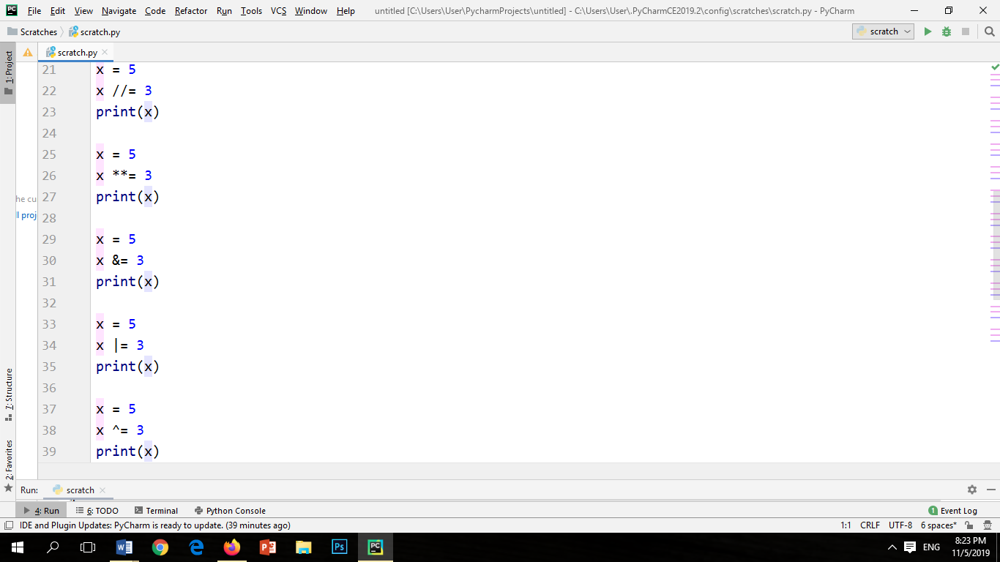 PC File Edit View Navigate Code Refactor Run Tools VCS Window Help untitled [C:\Users\User\PycharmProjects\untitled] - C:\Users\User\.PyCharmCE2019.2\config\scratches\scratch.py - PyCharm
Scratches scratch.py scratch
1: Project
scratch.py
21 x = 5
22 x //= 3
23 print(x)
24
25 x = 5
26 x **= 3
he cu 27 print(x)
ll proj 28
29 x = 5
30 x &= 3
31 print(x)
32
33 x = 5
34 x |= 3
35 print(x)
36
37 x = 5
38 x ^= 3
39 print(x)
7: Structure
2: Favorites
Run: scratch
4: Run 6: TODO Terminal Python Console 1 Event Log
IDE and Plugin Updates: PyCharm is ready to update. (39 minutes ago) 1:1 CRLF UTF-8 6 spaces*
W P Ps PC ENG 8:23 PM
11/5/2019